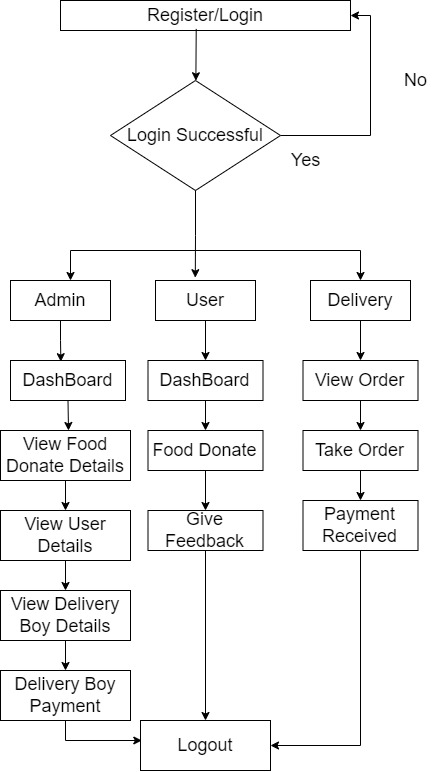 Register/Login
No
Login Successful
Yes
Admin
User
Delivery
DashBoard
DashBoard
View Order
View Food
Donate Details
Food Donate
Take Order
View User
Details
Give
Feedback
Payment
Received
View Delivery
Boy Details
Delivery Boy
Payment
Logout